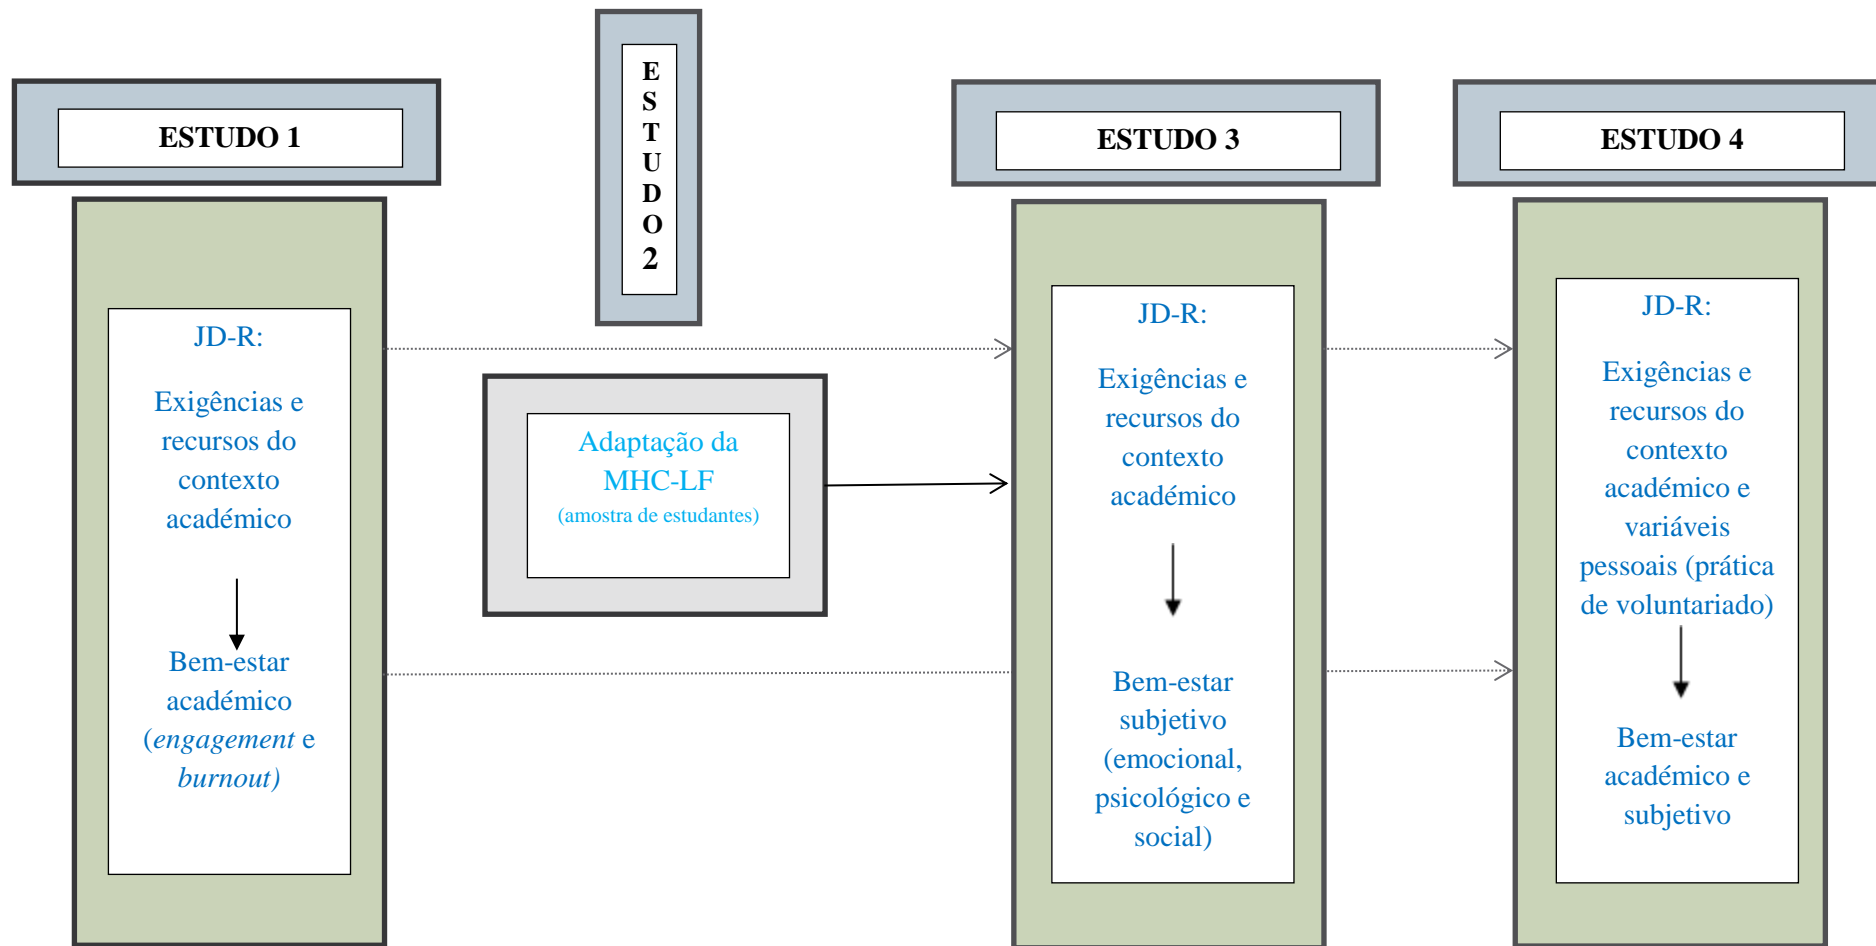 ESTUDO 1
JD-R:
Exigências e
recursos do
contexto
académico
Bem-estar
académico
(engagement e
burnout)
E
S
T
U
D
O
2
Adaptação da
MHC-LF
(amostra de estudantes)
ESTUDO 3
JD-R:
Exigências e
recursos do
contexto
académico
Bem-estar
subjetivo
(emocional,
psicológico e
social)
ESTUDO 4
JD-R:
Exigências e
recursos do
contexto
académico e
variáveis
pessoais (prática
de voluntariado)
Bem-estar
académico e
subjetivo